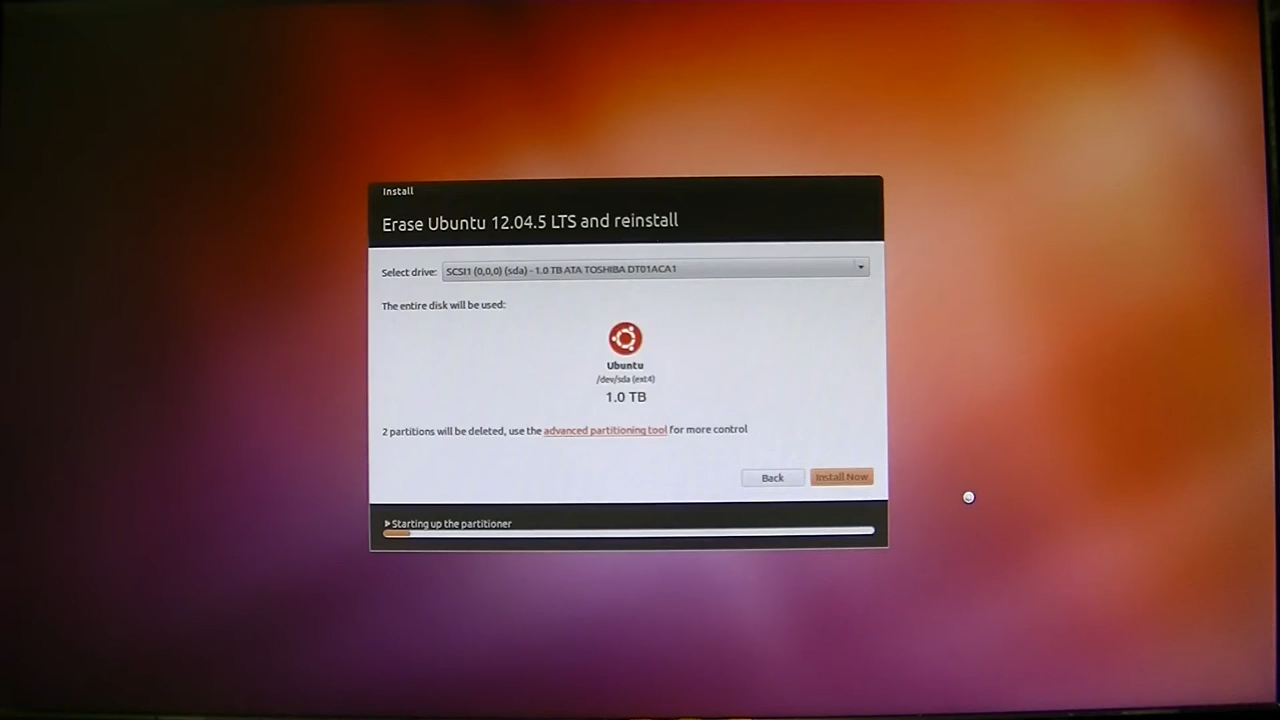 Install
Erase Ubuntu 12.04.5 LTS and reinstall
Select drive: SCSI1 (0,0,0) (sda) - 1.0 TB ATA TOSHIBA DT01ACA1
The entire disk will be used:
Ubuntu
/dev/sda (ext4)
1.0 TB
2 partitions will be deleted, use the advanced partitioning tool for more control
Back Install Now
Starting up the partitioner